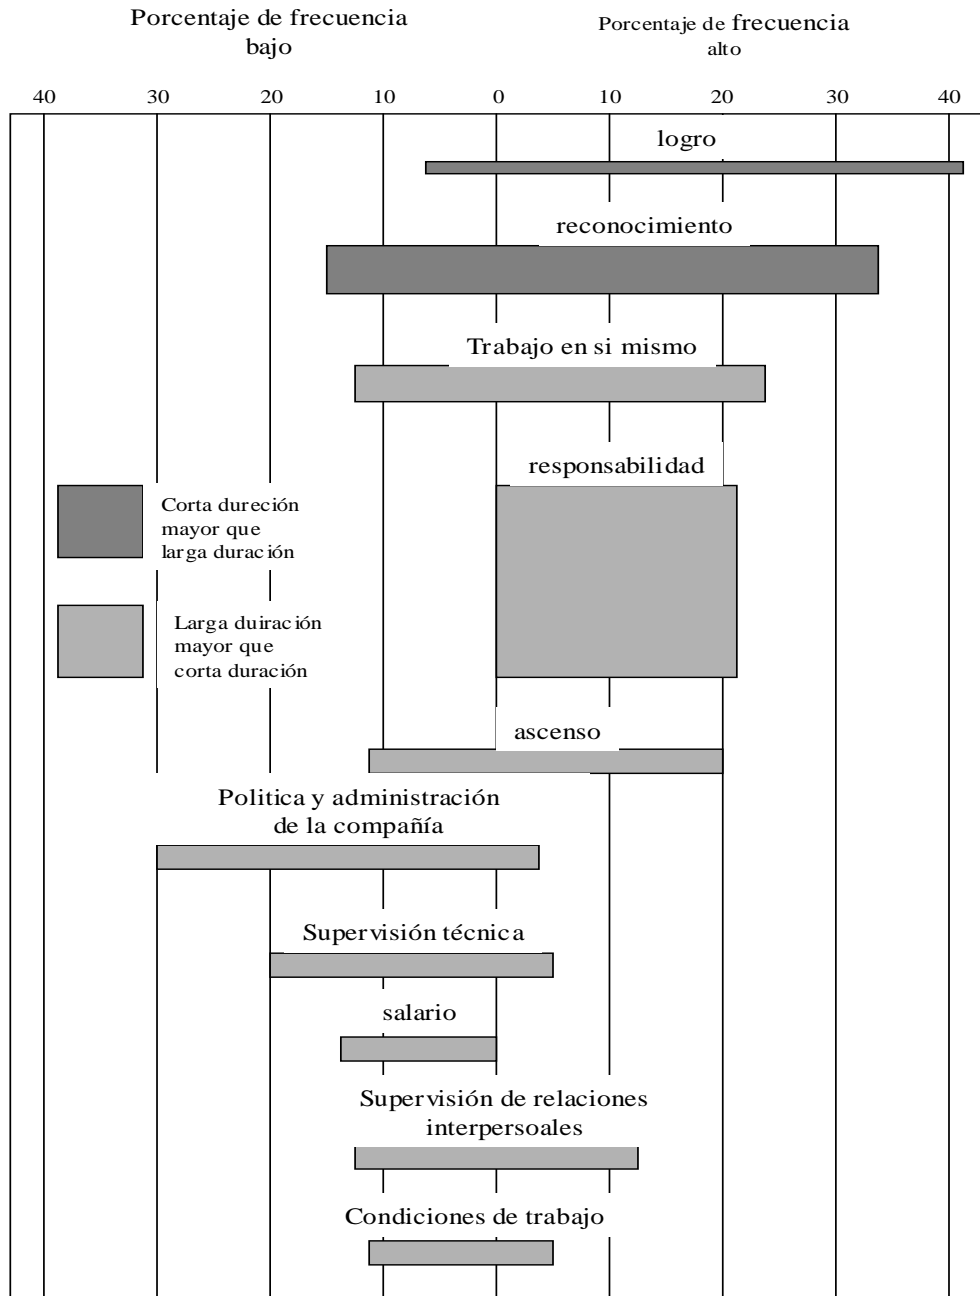 Porcentaje de frecuencia
bajo
Porcentaje de frecuencia
alto
40 30 20 10 0 10 20 30 40
logro
reconocimiento
Trabajo en si mismo
responsabilidad
Corta dureción
mayor que
larga duración
Larga duiración
mayor que
corta duración
ascenso
Politica y administración
de la compañía
Supervisión técnica
salario
Supervisión de relaciones
interpersoales
Condiciones de trabajo